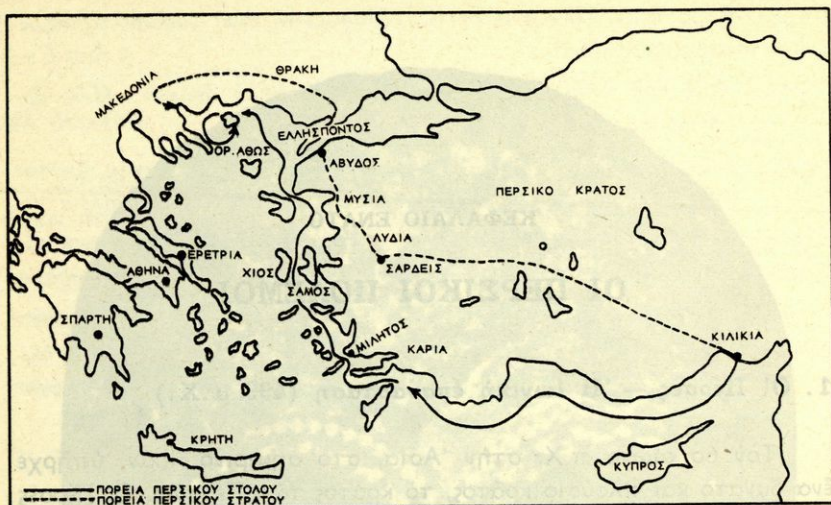 ΘΡΑΚΗ
ΜΑΚΕΔΟΝΙΑ
ΕΛΛΗΣΠΟΝΤΟΣ
ΟΡ. ΑΘΩΣ
ΑΒΥΔΟΣ
ΠΕΡΣΙΚΟ ΚΡΑΤΟΣ
ΜΥΣΙΑ
ΛΥΔΙΑ
ΕΡΕΤΡΙΑ
ΣΑΡΔΕΙΣ
ΑΘΗΝΑ
ΧΙΟΣ
ΣΑΜΟΣ
ΣΠΑΡΤΗ
ΜΙΛΗΤΟΣ
ΚΑΡΙΑ
ΚΙΛΙΚΙΑ
ΚΡΗΤΗ
ΚΥΠΡΟΣ
ΠΟΡΕΙΑ ΠΕΡΣΙΚΟΥ ΣΤΟΛΟΥ
ΠΟΡΕΙΑ ΠΕΡΣΙΚΟΥ ΣΤΡΑΤΟΥ